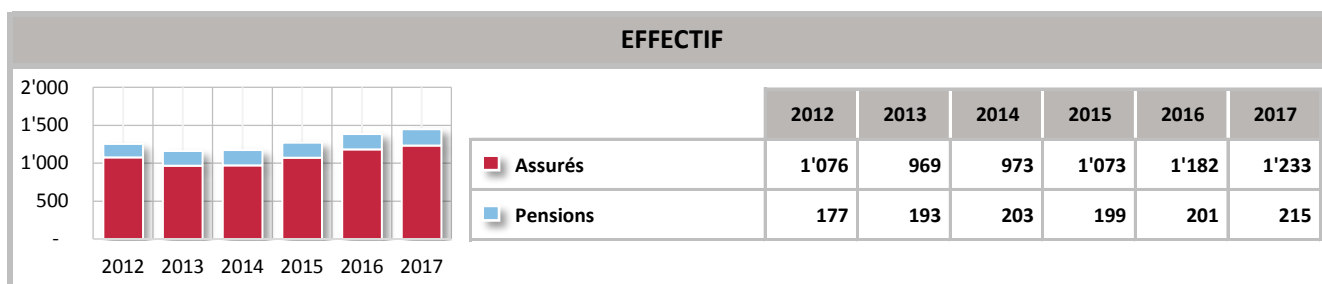 EFFECTIF
2'000
1'500
1'000
500
-
2012 2013 2014 2015 2016 2017
2012 2013 2014 2015 2016 2017
Assurés 1'076 969 973 1'073 1'182 1'233
Pensions 177 193 203 199 201 215